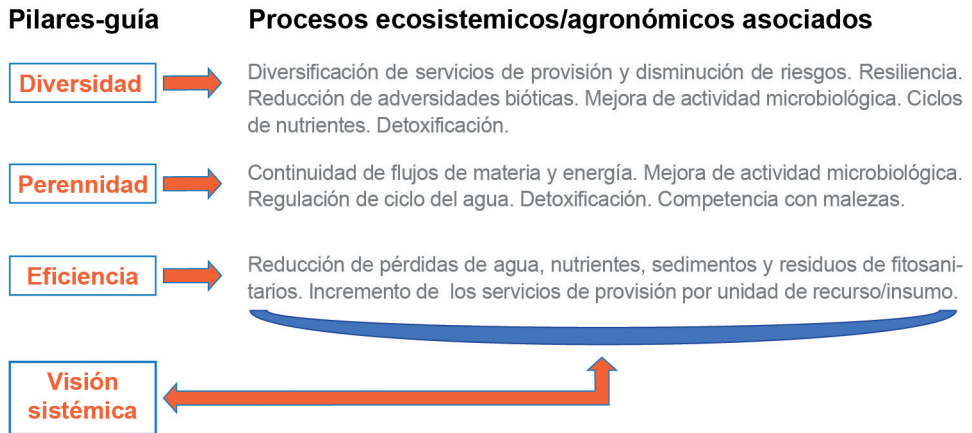 Pilares-guía
Procesos ecosistemicos/agronómicos asociados
Diversidad
Diversificación de servicios de provisión y disminución de riesgos. Resiliencia.
Reducción de adversidades bióticas. Mejora de actividad microbiológica. Ciclos
de nutrientes. Detoxificación.
Perennidad
Continuidad de flujos de materia y energía. Mejora de actividad microbiológica.
Regulación de ciclo del agua. Detoxificación. Competencia con malezas.
Eficiencia
Reducción de pérdidas de agua, nutrientes, sedimentos y residuos de fitosani-
tarios. Incremento de los servicios de provisión por unidad de recurso/insumo.
Visión
sistémica